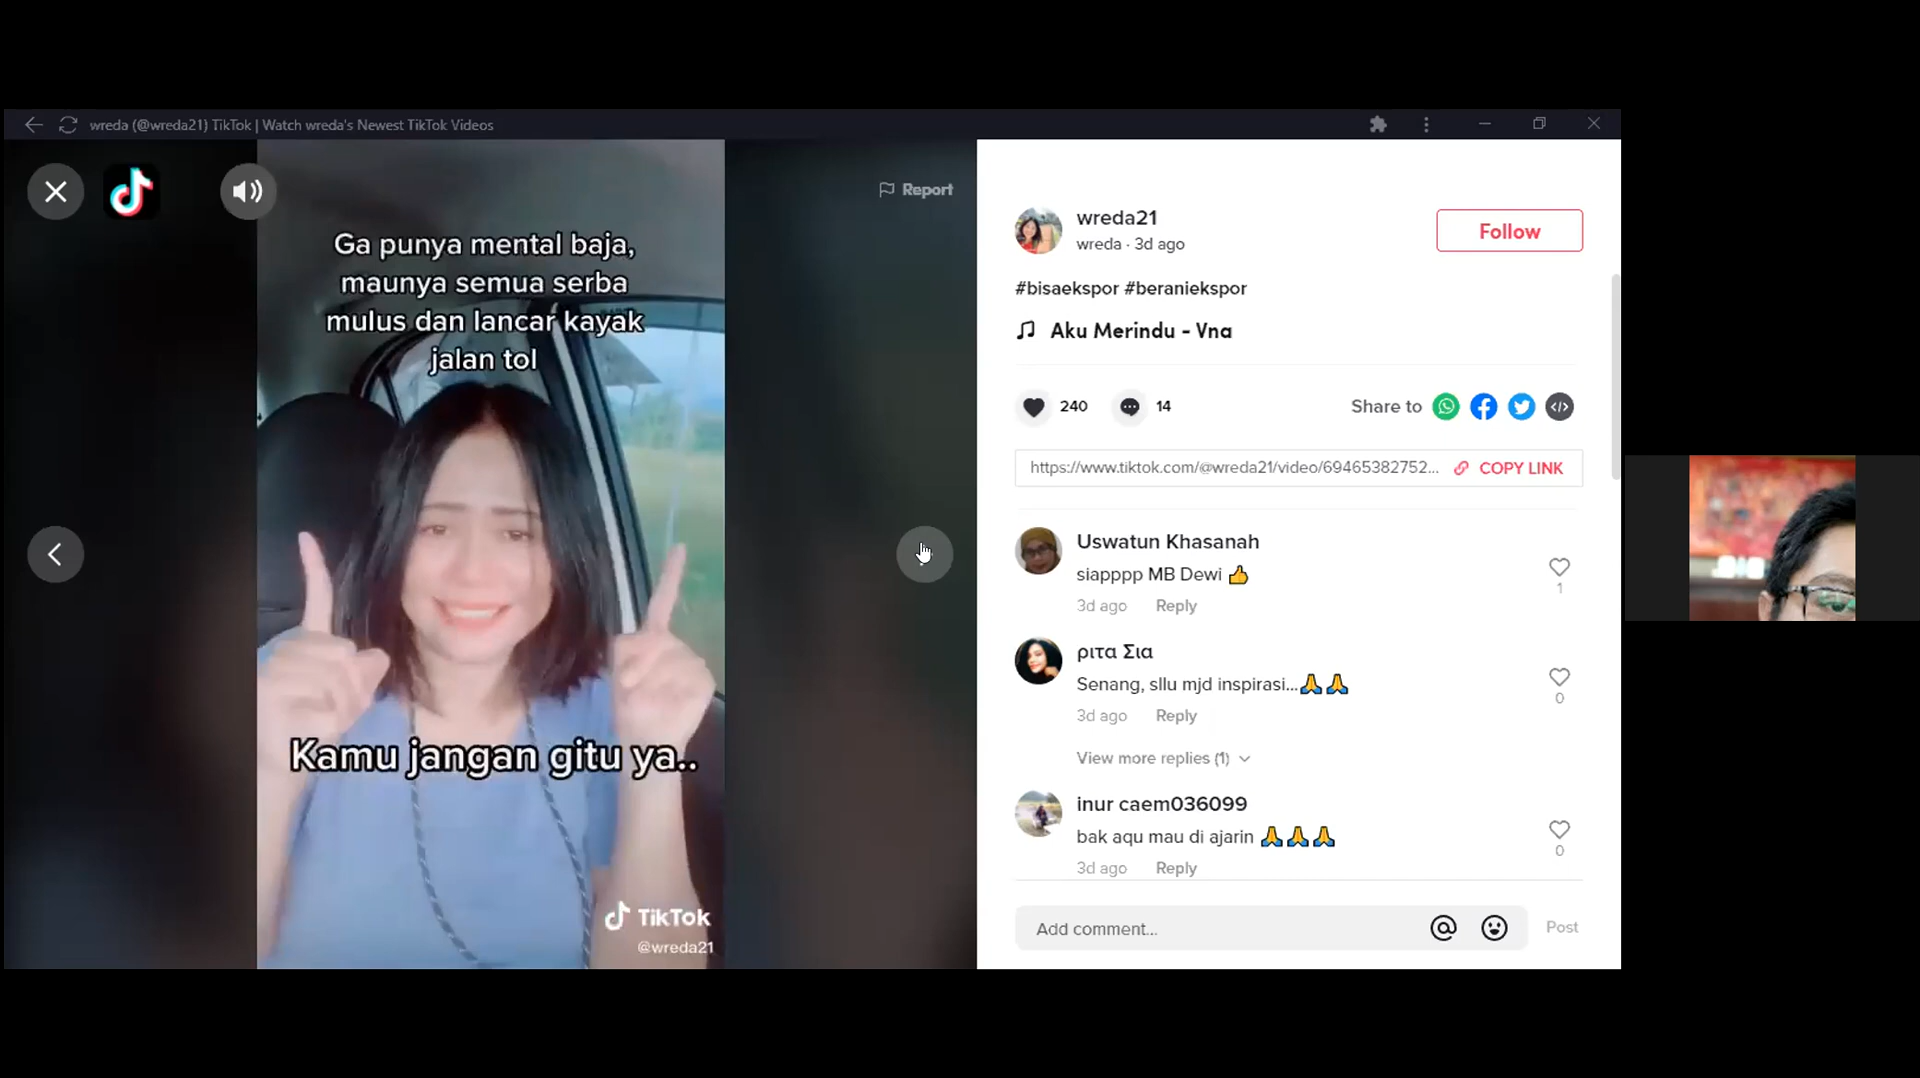 wreda (@wreda21) TikTok | Watch wreda's Newest TikTok Videos
Report
Ga punya mental baja,
maunya semua serba
mulus dan lancar kayak
jalan tol
Kamu jangan gitu ya..
TikTok
@wreda21
wreda21
wreda · 3d ago
Follow
#bisaekspor #beraniekspor
Aku Merindu - Vna
240
14
Share to
https://www.tiktok.com/@wreda21/video/69465382752...
COPY LINK
Uswatun Khasanah
siapppp MB Dewi 👍
1
3d ago Reply
ριτα Σια
Senang, sllu mjd inspirasi...🙏🙏
0
3d ago Reply
View more replies (1)
inur caem036099
bak aqu mau di ajarin 🙏🙏🙏
0
3d ago Reply
Add comment...
Post